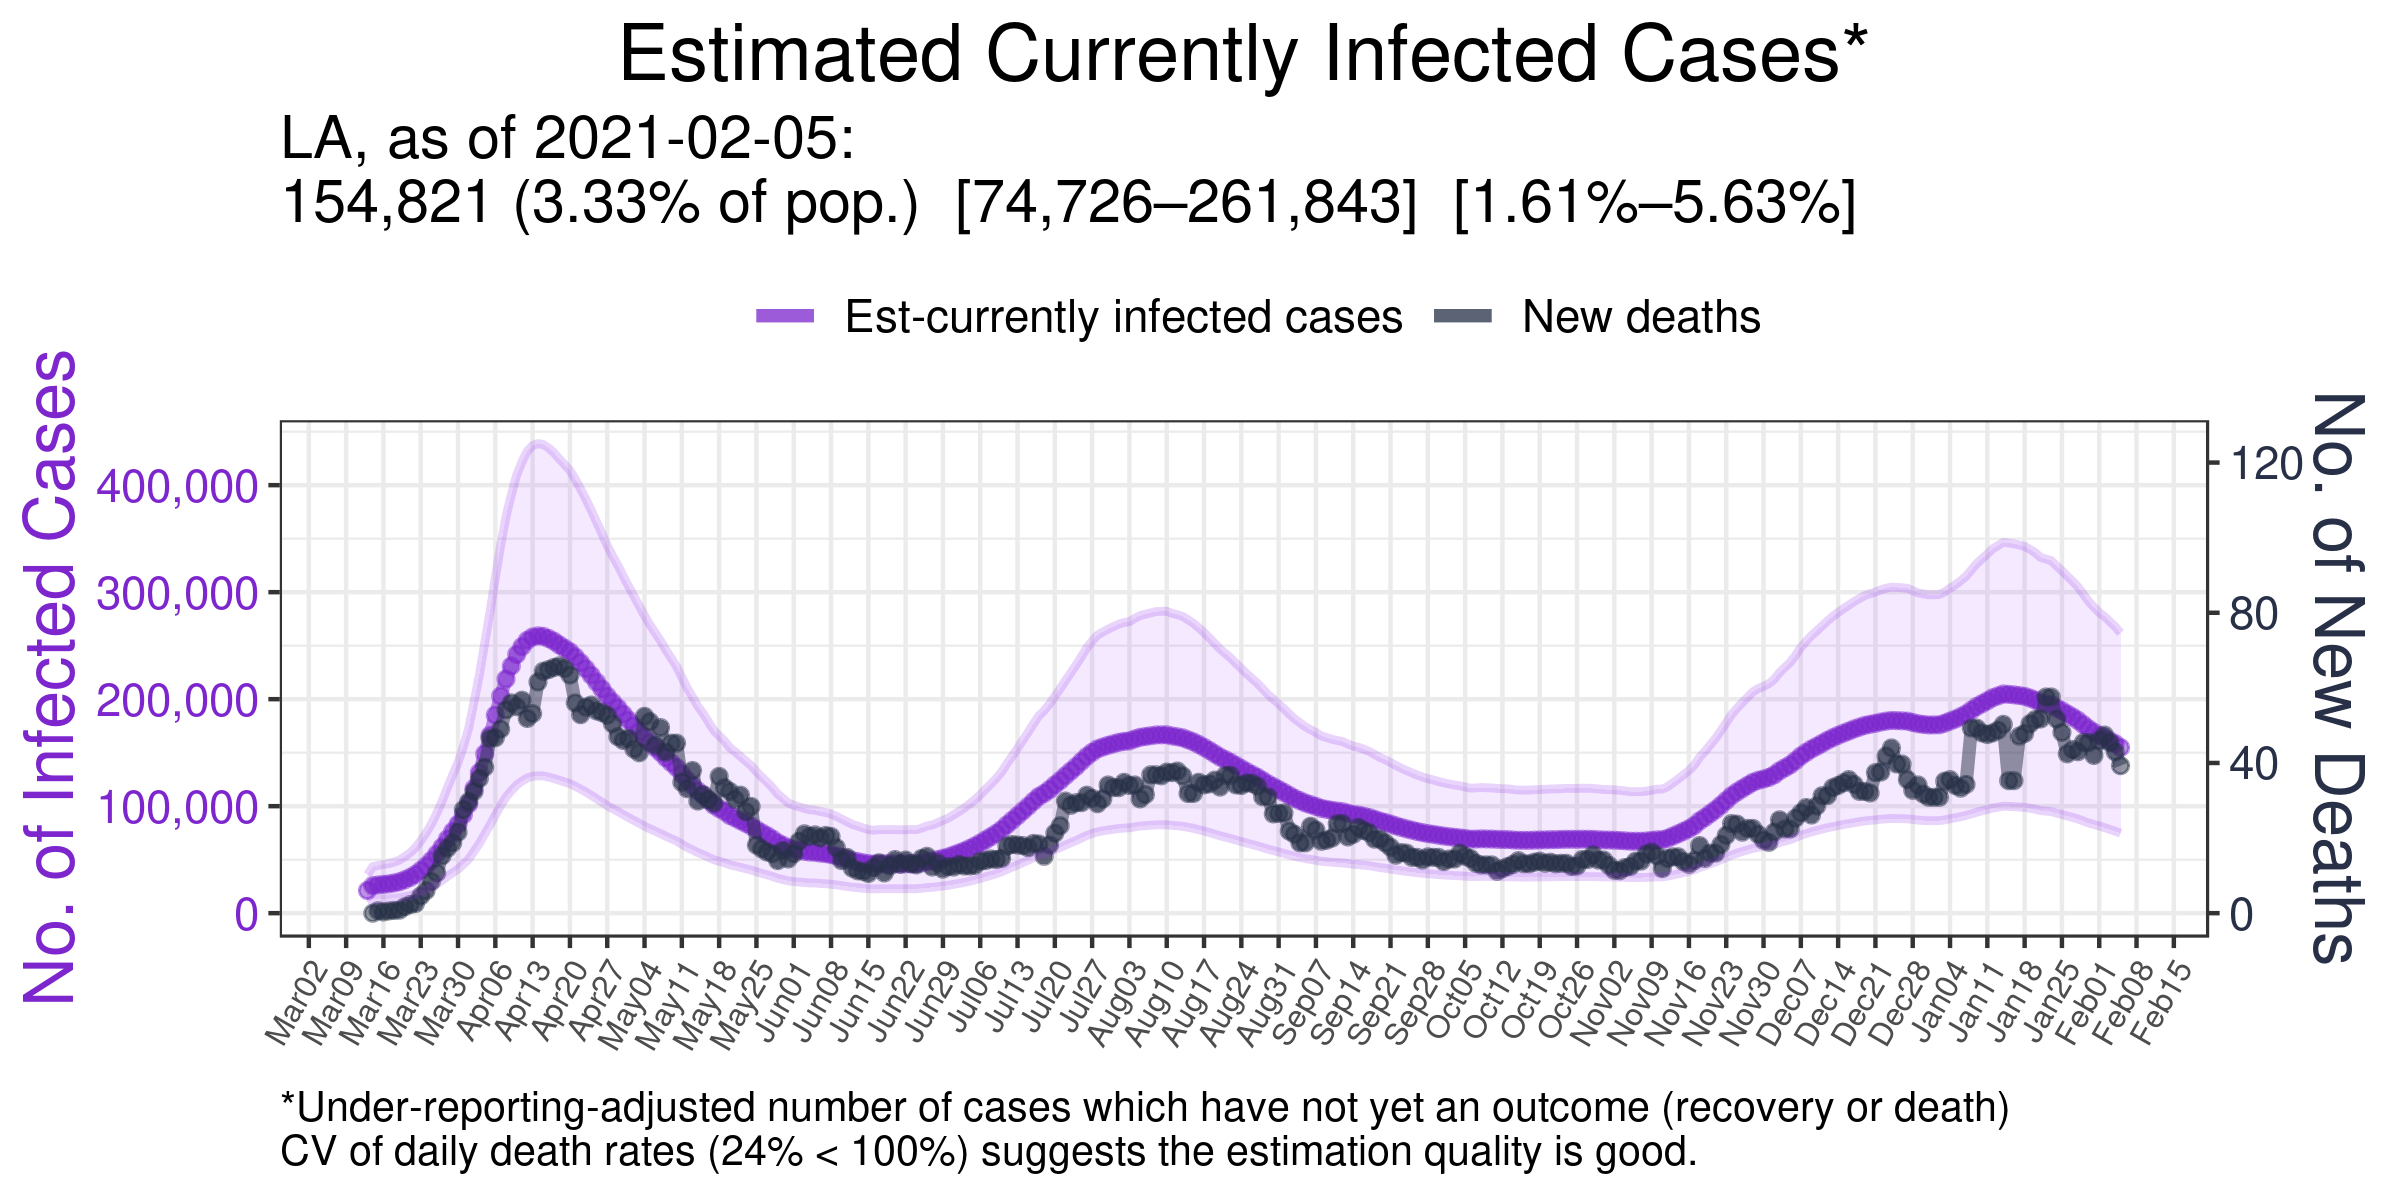 Estimated Currently Infected Cases*
LA, as of 2021-02-05:
154,821 (3.33% of pop.)  [74,726–261,843]  [1.61%–5.63%]
Est-currently infected cases
New deaths
No. of Infected Cases
400,000
300,000
200,000
100,000
0
120
80
40
0
No. of New Deaths
Mar02
Mar09
Mar16
Mar23
Mar30
Apr06
Apr13
Apr20
Apr27
May04
May11
May18
May25
Jun01
Jun08
Jun15
Jun22
Jun29
Jul06
Jul13
Jul20
Jul27
Aug03
Aug10
Aug17
Aug24
Aug31
Sep07
Sep14
Sep21
Sep28
Oct05
Oct12
Oct19
Oct26
Nov02
Nov09
Nov16
Nov23
Nov30
Dec07
Dec14
Dec21
Dec28
Jan04
Jan11
Jan18
Jan25
Feb01
Feb08
Feb15
*Under-reporting-adjusted number of cases which have not yet an outcome (recovery or death)
CV of daily death rates (24% < 100%) suggests the estimation quality is good.